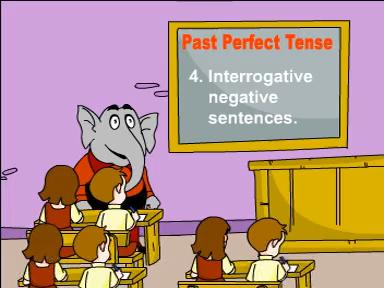 Past Perfect Tense
4. Interrogative
negative
sentences.